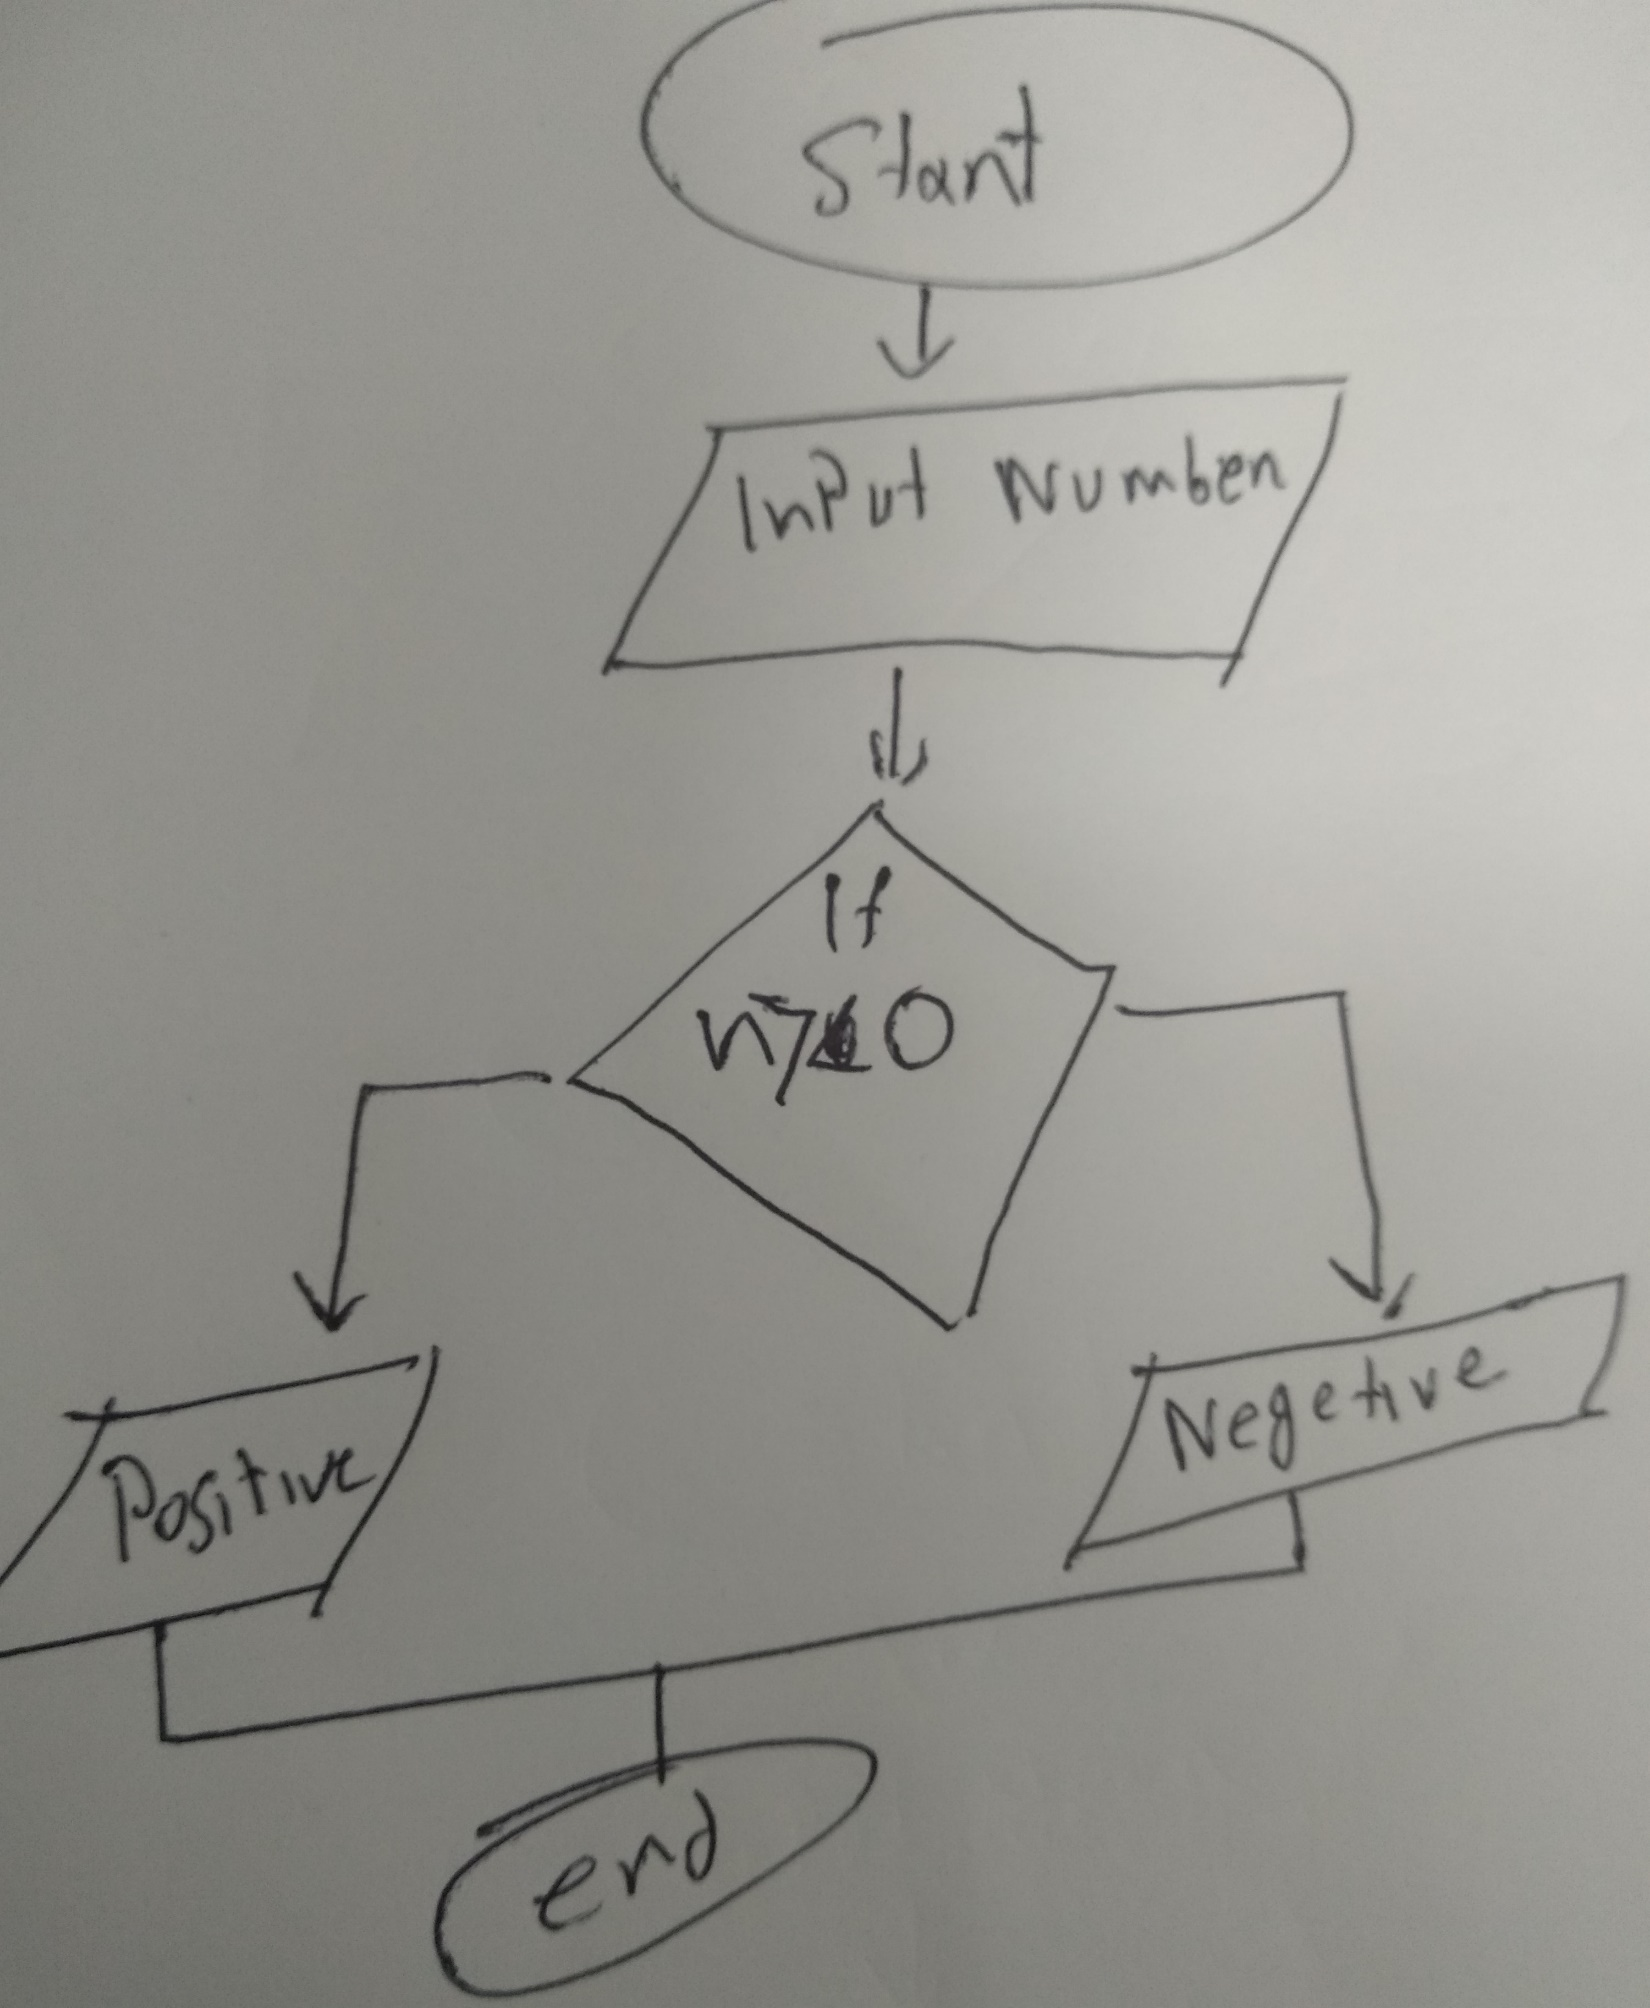 Start
Input Number
If
n > 0
Positive
Negetive
end